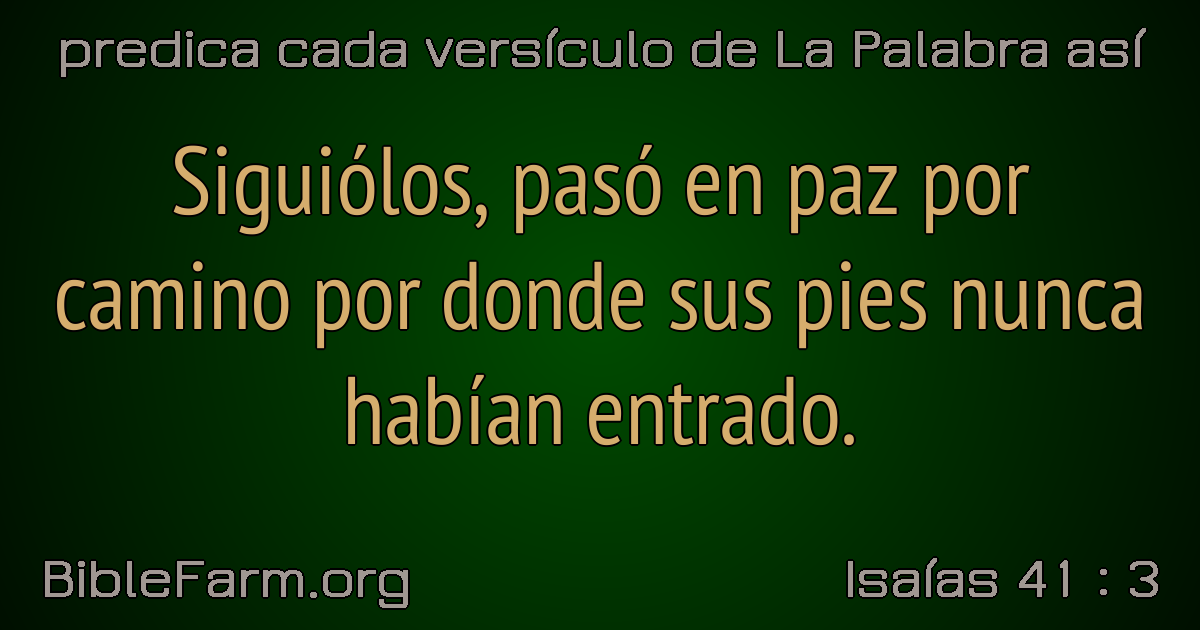 predica cada versículo de La Palabra así
Siguiólos, pasó en paz por
camino por donde sus pies nunca
habían entrado.
BibleFarm.org
Isaías 41 : 3